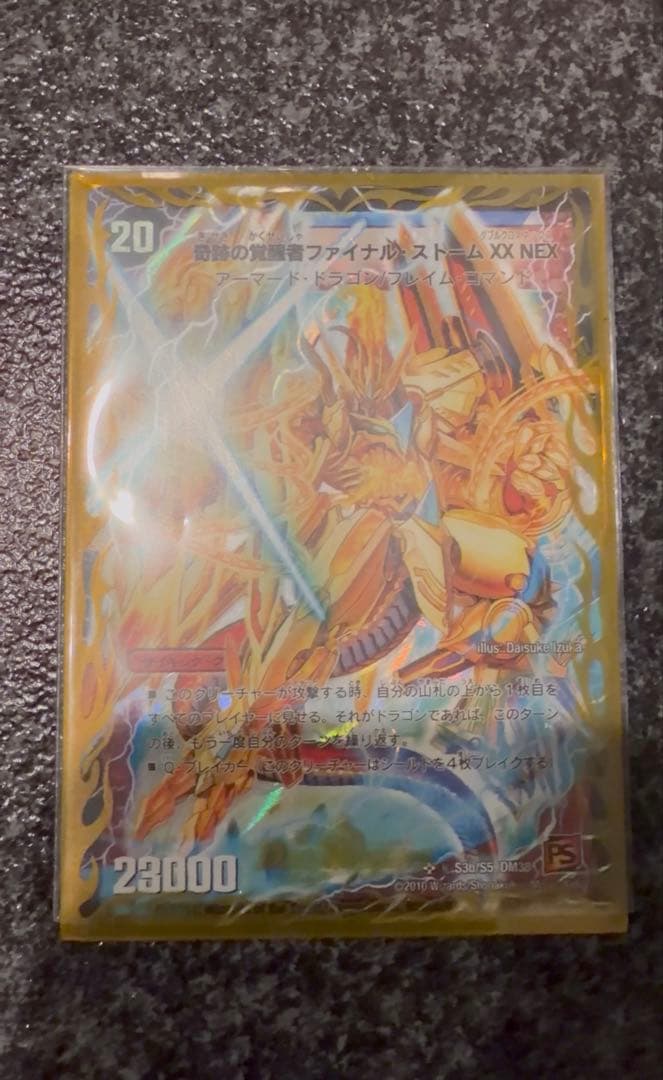 20
奇跡の覚醒者ファイナル・ストーム XX NEX
アーマード・ドラゴン/フレイム・コマンド
illus. Daisuke Izuka
■ このクリーチャーが攻撃する時、自分の山札の上から1枚目を
すべてのプレイヤーに見せる。それがドラゴンであれば、このターン
の後、もう一度自分のターンを繰り返す。
■ Q・ブレイカー(このクリーチャーはシールドを4枚ブレイクする)
23000
PS
S3b/S5 DM38
©2010 Wizards/Shogakukan